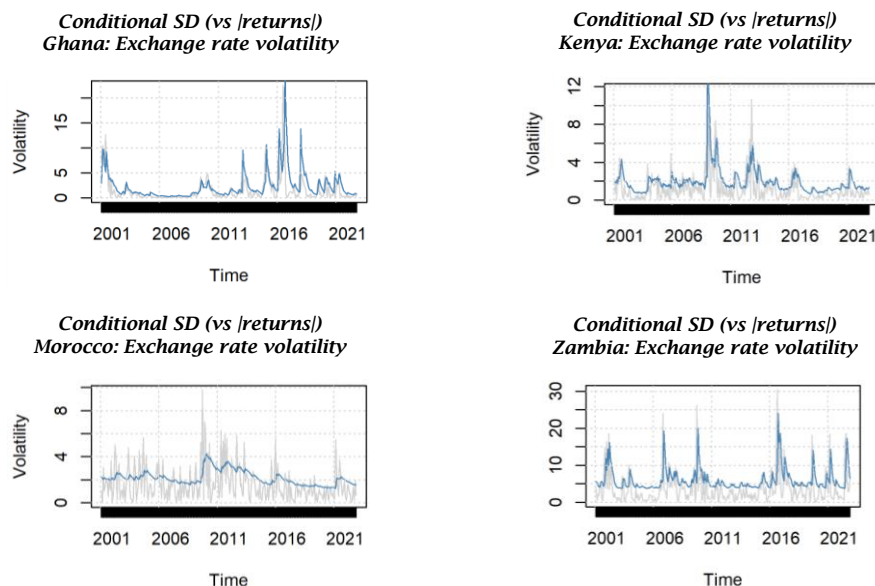 Conditional SD (vs |returns|)
Ghana: Exchange rate volatility
Volatility
15
5
0
2001 2006 2011 2016 2021
Time
Conditional SD (vs |returns|)
Kenya: Exchange rate volatility
Volatility
12
8
4
0
2001 2006 2011 2016 2021
Time
Conditional SD (vs |returns|)
Morocco: Exchange rate volatility
Volatility
8
4
0
2001 2006 2011 2016 2021
Time
Conditional SD (vs |returns|)
Zambia: Exchange rate volatility
Volatility
30
20
10
0
2001 2006 2011 2016 2021
Time